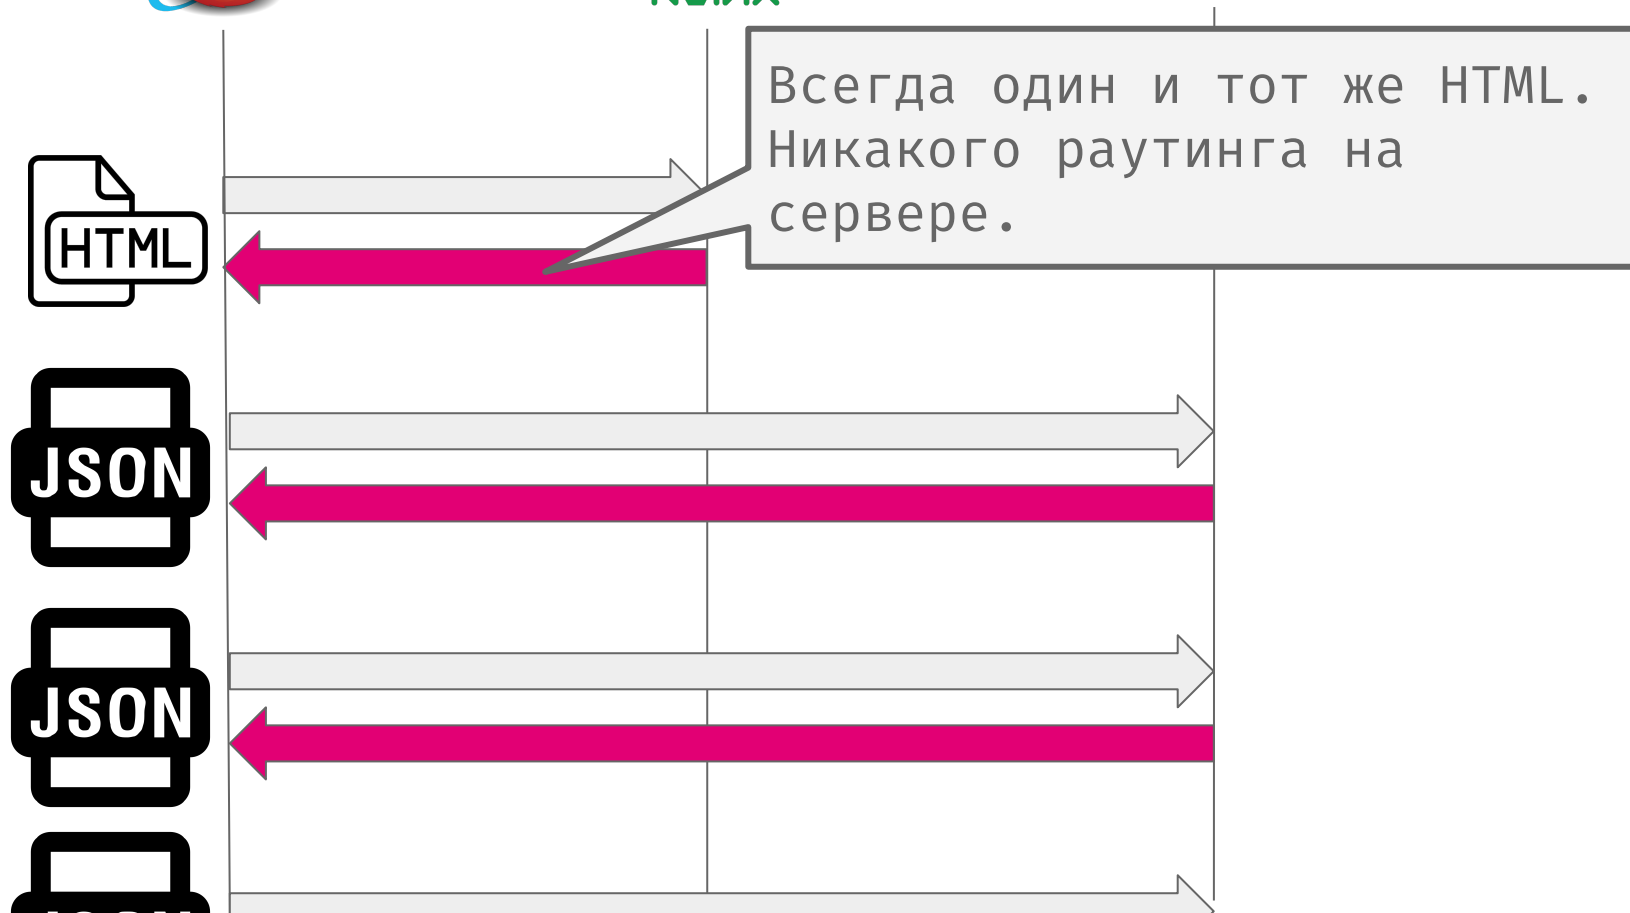 Всегда один и тот же HTML.
Никакого раутинга на
сервере.
HTML
JSON
JSON